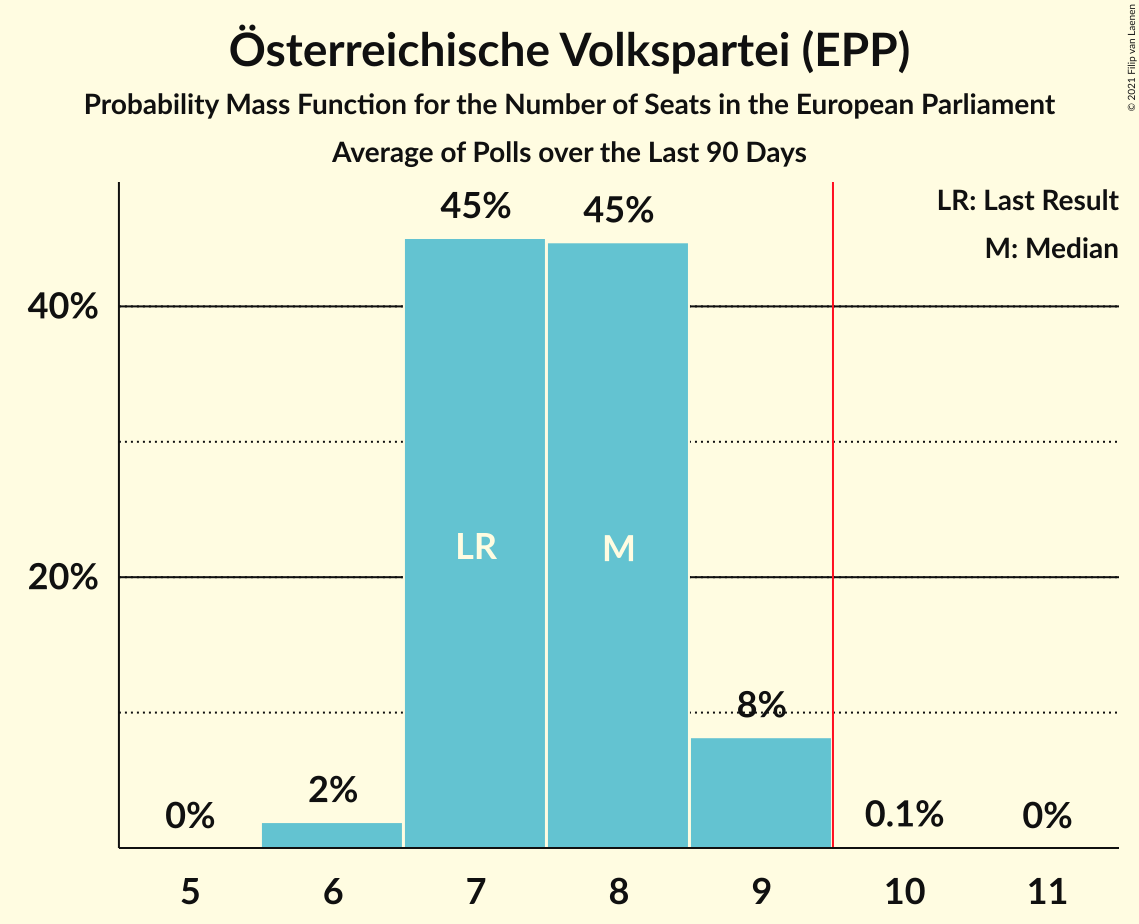 Österreichische Volkspartei (EPP)
Probability Mass Function for the Number of Seats in the European Parliament
Average of Polls over the Last 90 Days
© 2021 Filip van Laenen
LR: Last Result
M: Median
45%
45%
40%
LR
M
20%
8%
2%
0%
0.1%
0%
5
6
7
8
9
10
11